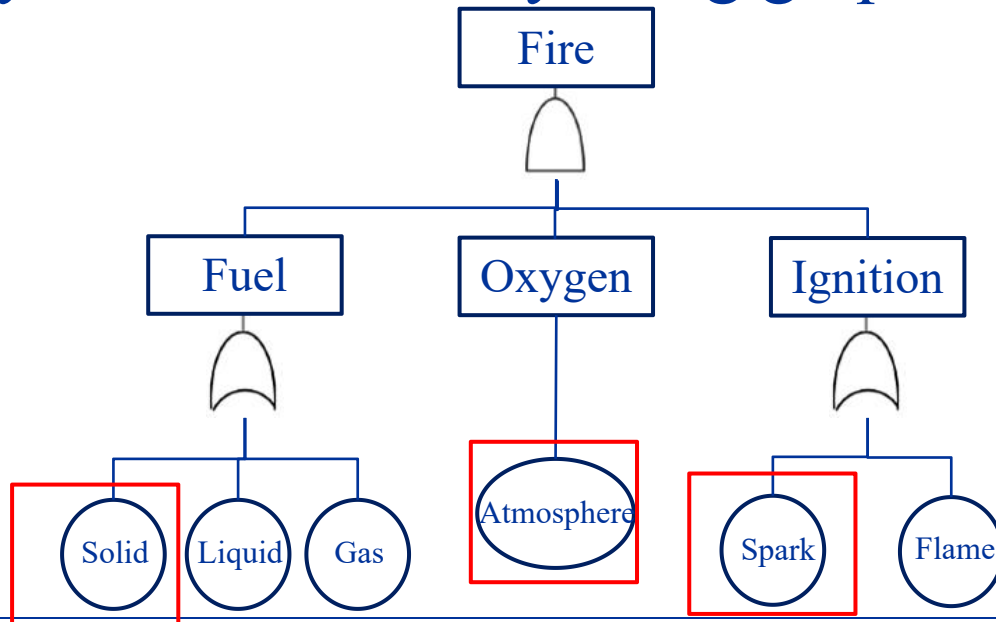 Fire
Fuel
Oxygen
Ignition
Solid
Liquid
Gas
Atmosphere
Spark
Flame